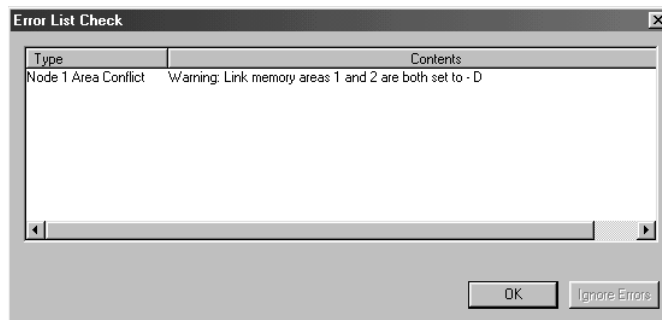 Error List Check
Type Contents
Node 1 Area Conflict Warning: Link memory areas 1 and 2 are both set to - D
OK Ignore Errors